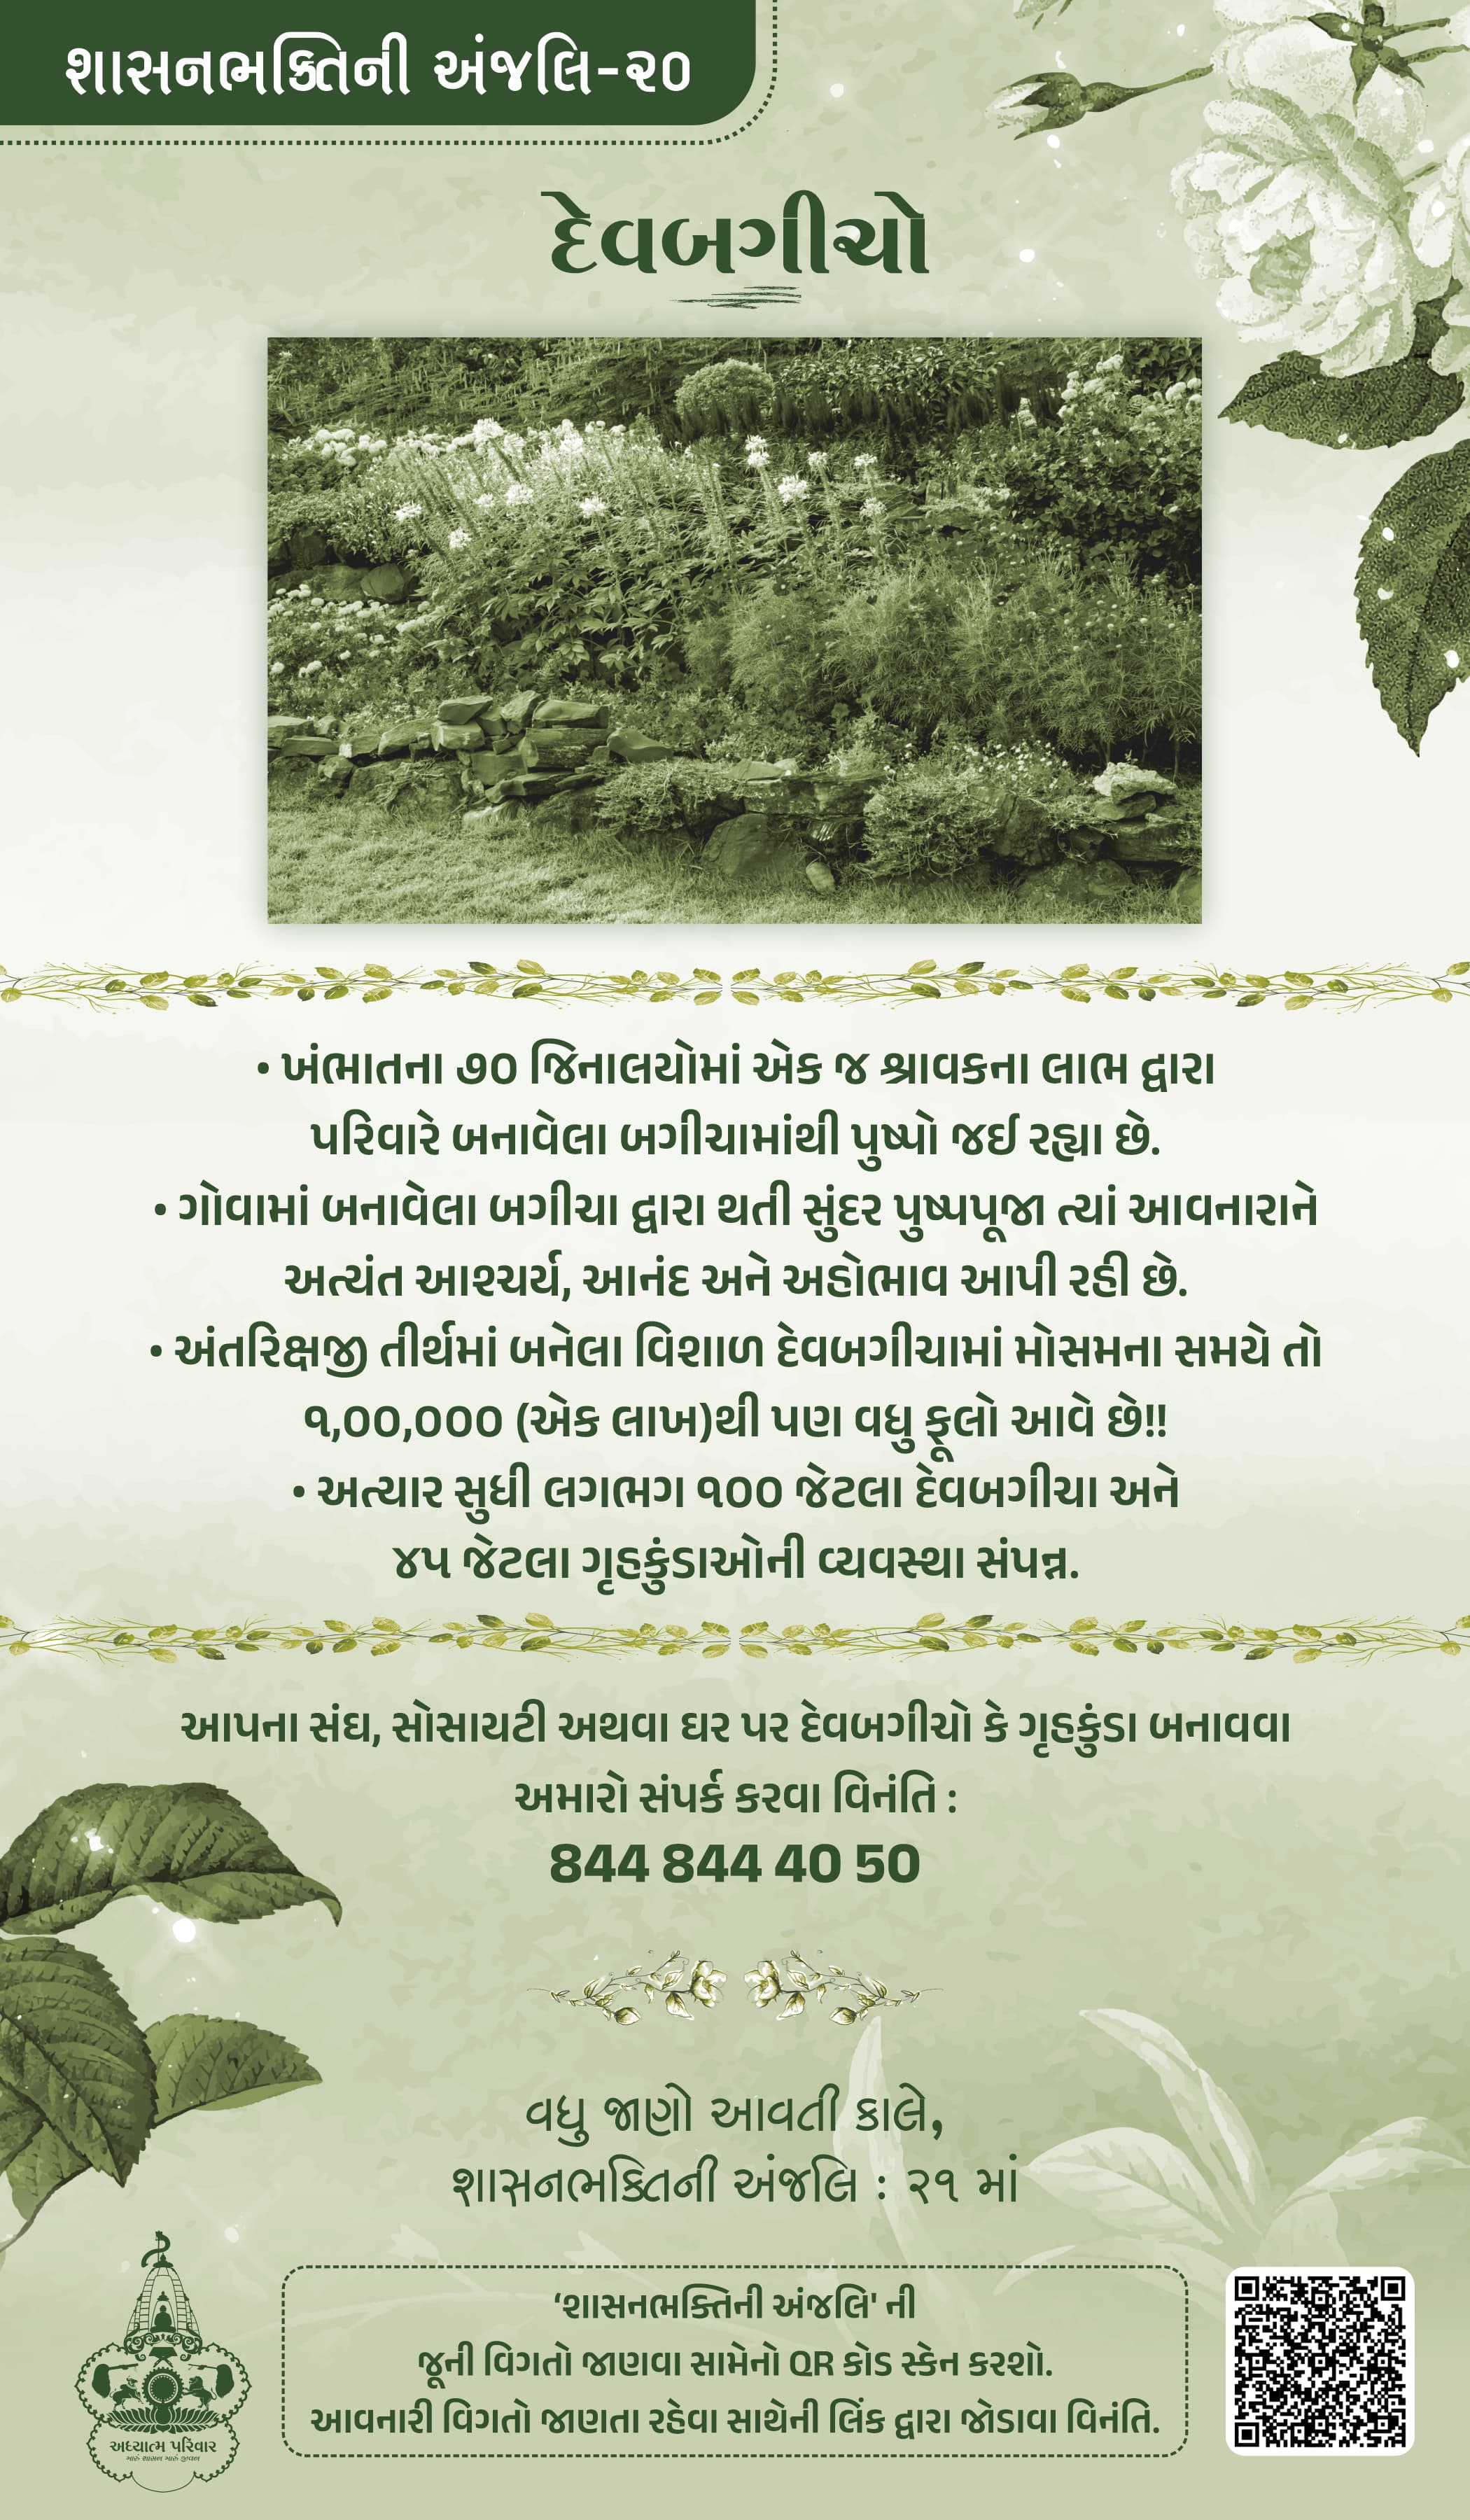 શાસનભક્તિની અંજલિ-૨૦
દેવબગીચો
• ખંભાતના ૭૦ જિનાલયોમાં એક જ શ્રાવકના લાભ દ્વારા
પરિવારે બનાવેલા બગીચામાંથી પુષ્પો જઈ રહ્યા છે.
• ગોવામાં બનાવેલા બગીચા દ્વારા થતી સુંદર પુષ્પપૂજા ત્યાં આવનારાને
અત્યંત આશ્ચર્ય, આનંદ અને અહોભાવ આપી રહી છે.
• અંતરિક્ષજી તીર્થમાં બનેલા વિશાળ દેવબગીચામાં મોસમના સમયે તો
૧,૦૦,૦૦૦ (એક લાખ)થી પણ વધુ ફૂલો આવે છે!!
• અત્યાર સુધી લગભગ ૧૦૦ જેટલા દેવબગીચા અને
૪૫ જેટલા ગૃહકુંડાઓની વ્યવસ્થા સંપન્ન.
આપના સંઘ, સોસાયટી અથવા ઘર પર દેવબગીચો કે ગૃહકુંડા બનાવવા
અમારો સંપર્ક કરવા વિનંતિ :
844 844 40 50
વધુ જાણો આવતી કાલે,
શાસનભક્તિની અંજલિ : ૨૧ માં
‘શાસનભક્તિની અંજલિ' ની
જૂની વિગતો જાણવા સામેનો QR કોડ સ્કેન કરશો.
આવનારી વિગતો જાણતા રહેવા સાથેની લિંક દ્વારા જોડાવા વિનંતિ.
અધ્યાત્મ પરિવાર
મારું શાસન મારું જીવન